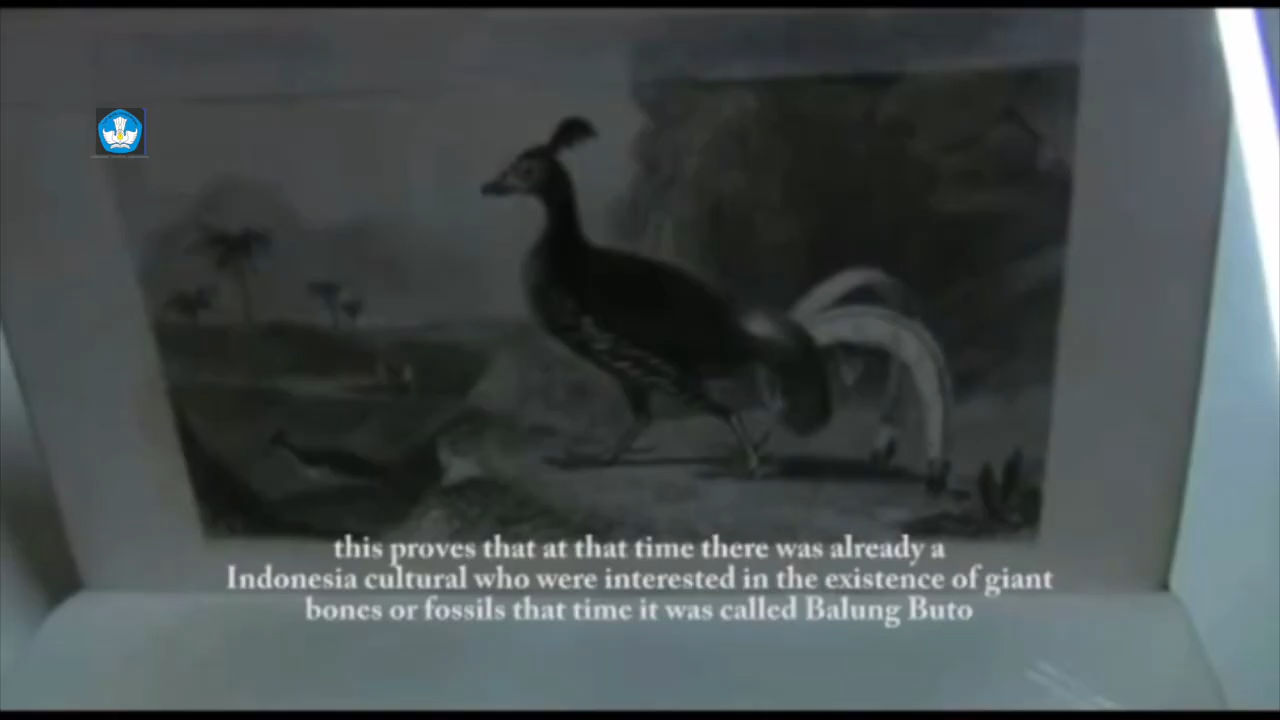 this proves that at that time there was already a
Indonesia cultural who were interested in the existence of giant
bones or fossils that time it was called Balung Buto